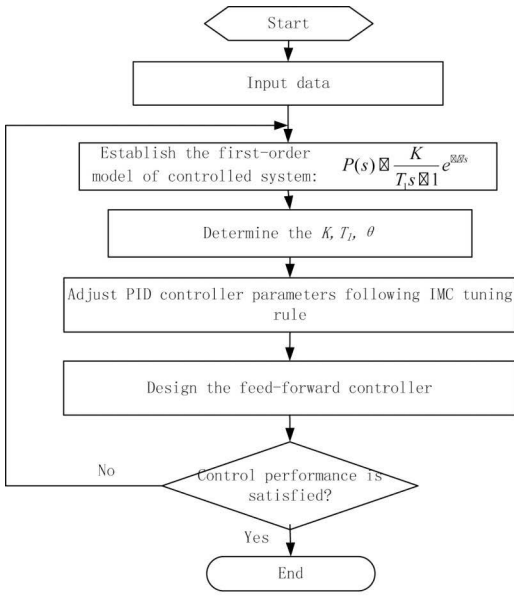 Start
Input data
Establish the first-order
model of controlled system: P(s) ☒ K / T₁s ☒ 1 e^☒☒s
Determine the K, T_I, θ
Adjust PID controller parameters following IMC tuning
rule
Design the feed-forward controller
No
Control performance is
satisfied?
Yes
End